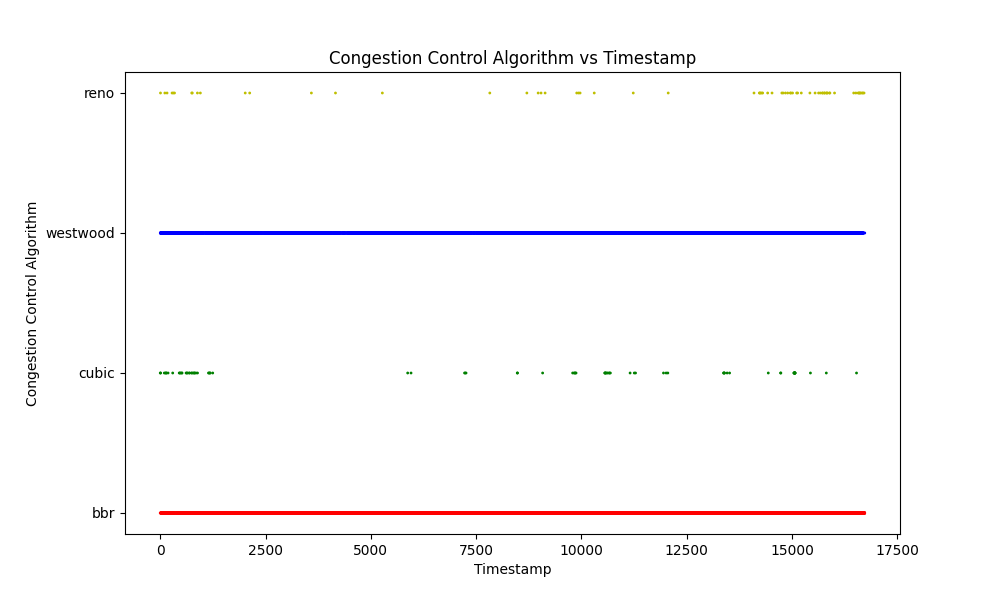 Congestion Control Algorithm vs Timestamp
reno
westwood
cubic
bbr
Congestion Control Algorithm
0 2500 5000 7500 10000 12500 15000 17500
Timestamp